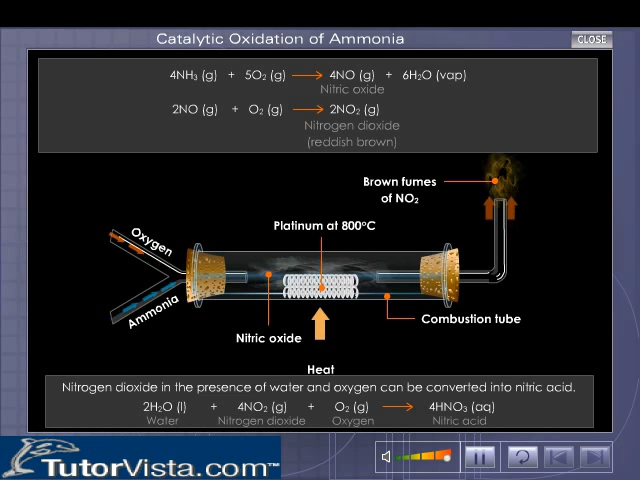 Catalytic Oxidation of Ammonia
CLOSE
4NH₃ (g) + 5O₂ (g) → 4NO (g) + 6H₂O (vap)
Nitric oxide
2NO (g) + O₂ (g) → 2NO₂ (g)
Nitrogen dioxide
(reddish brown)
Brown fumes
of NO₂
Platinum at 800°C
Oxygen
Ammonia
Nitric oxide
Combustion tube
Heat
Nitrogen dioxide in the presence of water and oxygen can be converted into nitric acid.
2H₂O (l) + 4NO₂ (g) + O₂ (g) → 4HNO₃ (aq)
Water Nitrogen dioxide Oxygen Nitric acid
TutorVista.com™